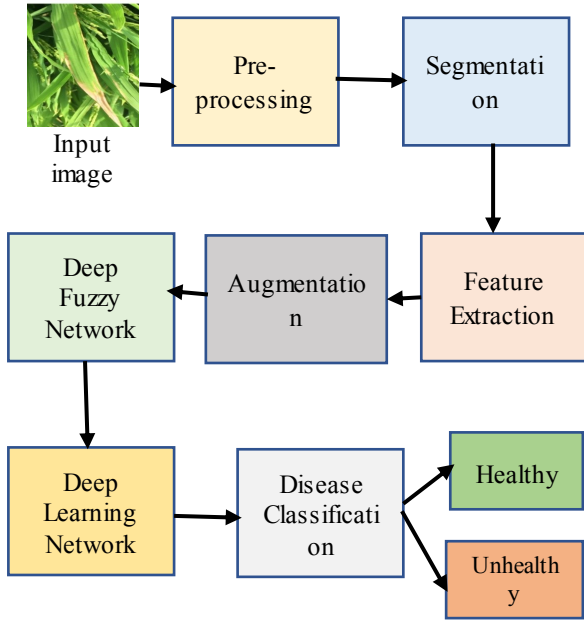 Input
image
Pre-
processing
Segmentati
on
Feature
Extraction
Augmentatio
n
Deep
Fuzzy
Network
Deep
Learning
Network
Disease
Classificati
on
Healthy
Unhealth
y